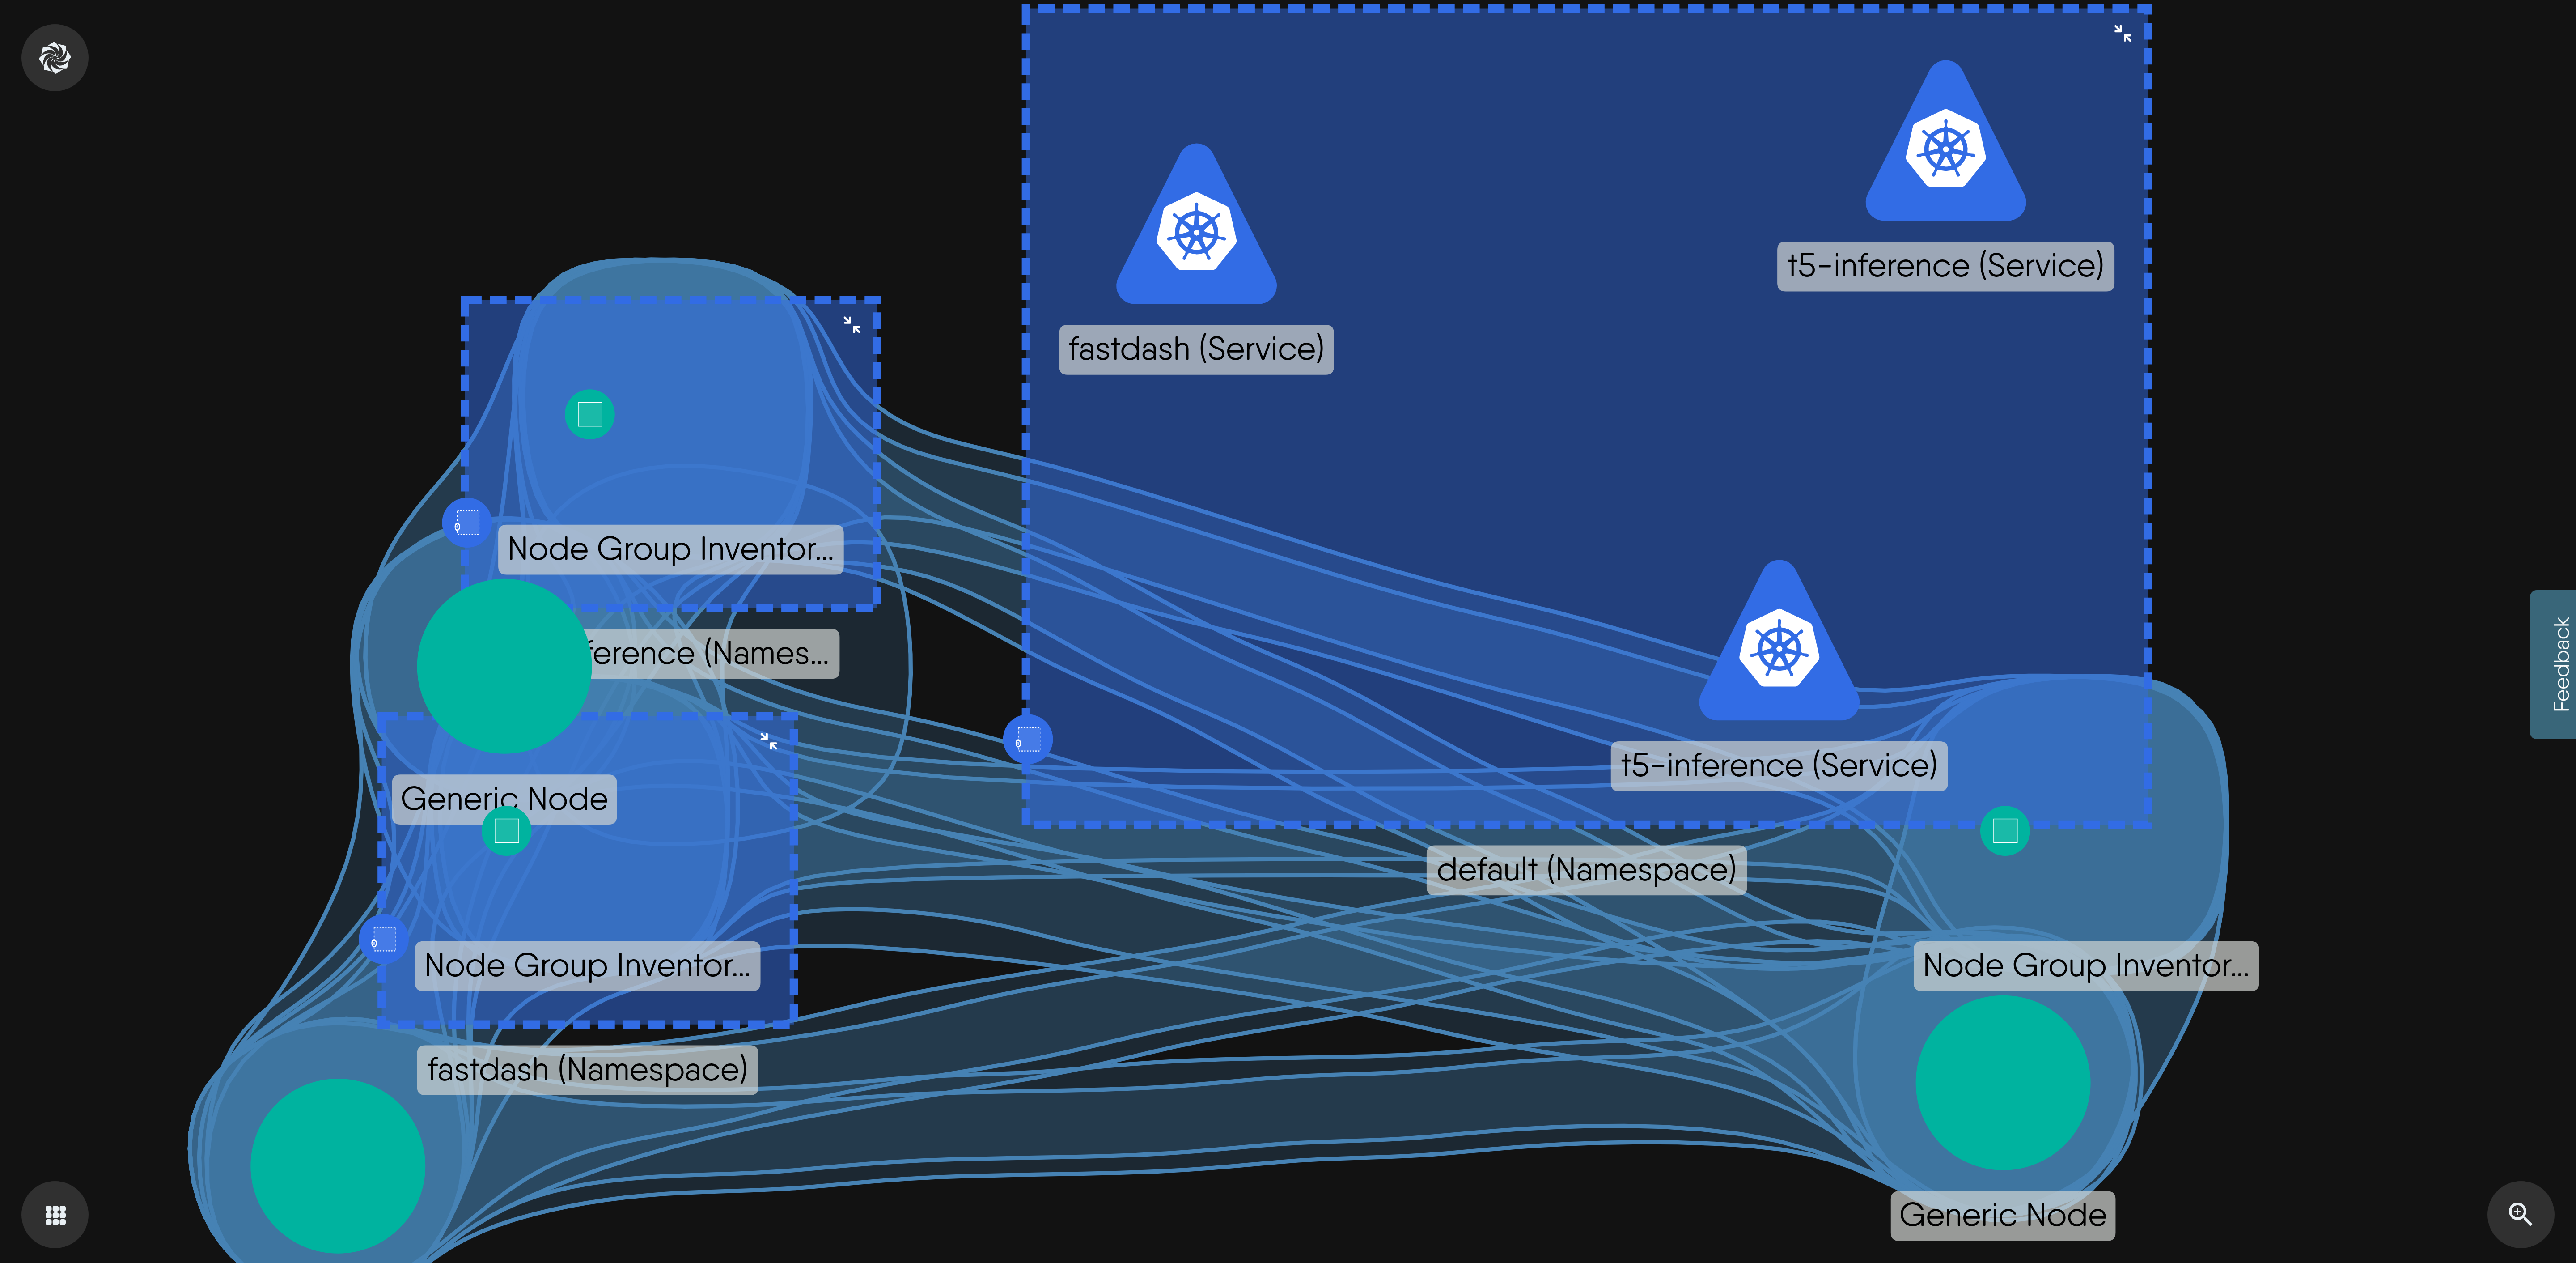 t5-inference (Service)
fastdash (Service)
Node Group Inventor...
ference (Names...
Feedback
t5-inference (Service)
Generic Node
default (Namespace)
Node Group Inventor...
Node Group Inventor...
fastdash (Namespace)
Generic Node